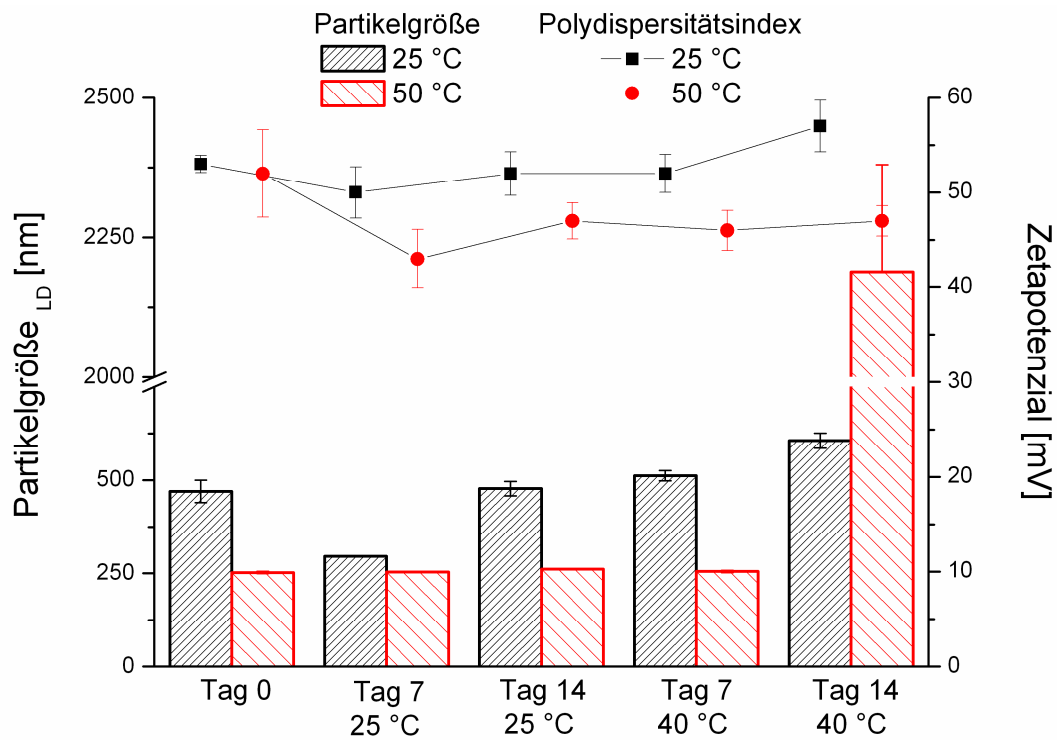 Partikelgröße Polydispersitätsindex
25 °C 25 °C
50 °C 50 °C
2500
2250
2000
500
250
0
Partikelgröße LD [nm]
60
50
40
30
20
10
0
Zetapotenzial [mV]
Tag 0 Tag 7 Tag 14 Tag 7 Tag 14
25 °C 25 °C 40 °C 40 °C